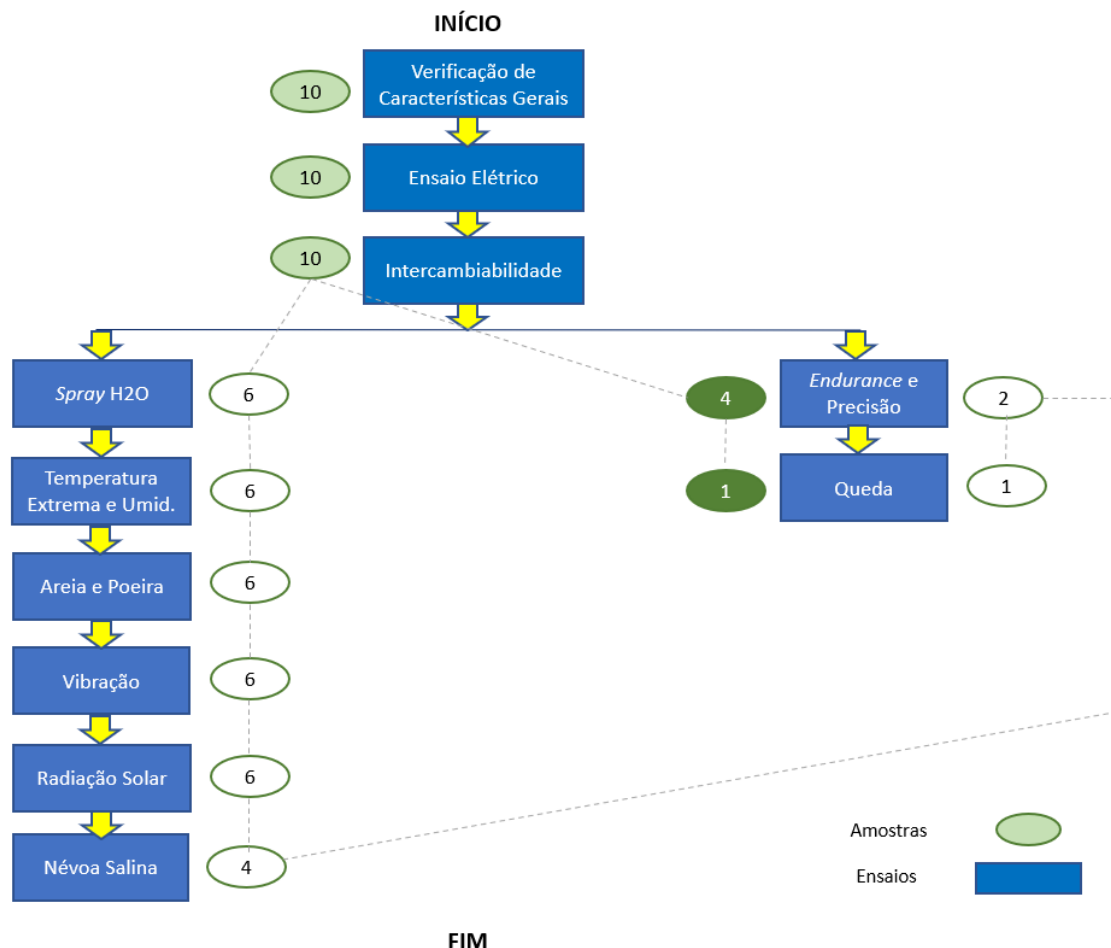 INÍCIO
10
Verificação de
Características Gerais
10
Ensaio Elétrico
10
Intercambiabilidade
Spray H2O
6
4
Endurance e
Precisão
2
Temperatura
Extrema e Umid.
6
1
Queda
1
Areia e Poeira
6
Vibração
6
Radiação Solar
6
Névoa Salina
4
Amostras
Ensaios
FIM